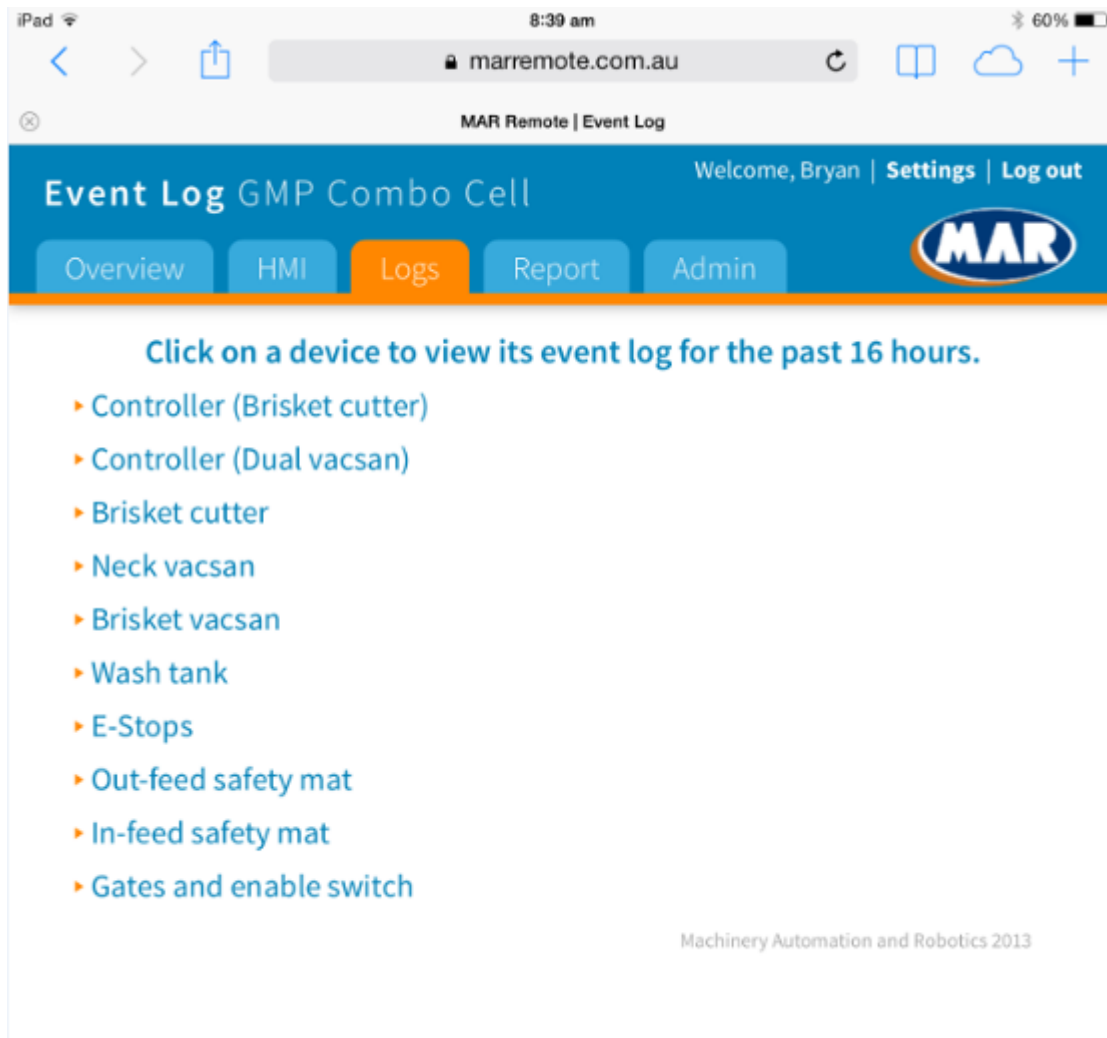 iPad 8:39 am 60%
marremote.com.au
MAR Remote | Event Log
Welcome, Bryan | Settings | Log out
Event Log GMP Combo Cell
MAR
Overview HMI Logs Report Admin
Click on a device to view its event log for the past 16 hours.
Controller (Brisket cutter)
Controller (Dual vacsan)
Brisket cutter
Neck vacsan
Brisket vacsan
Wash tank
E-Stops
Out-feed safety mat
In-feed safety mat
Gates and enable switch
Machinery Automation and Robotics 2013